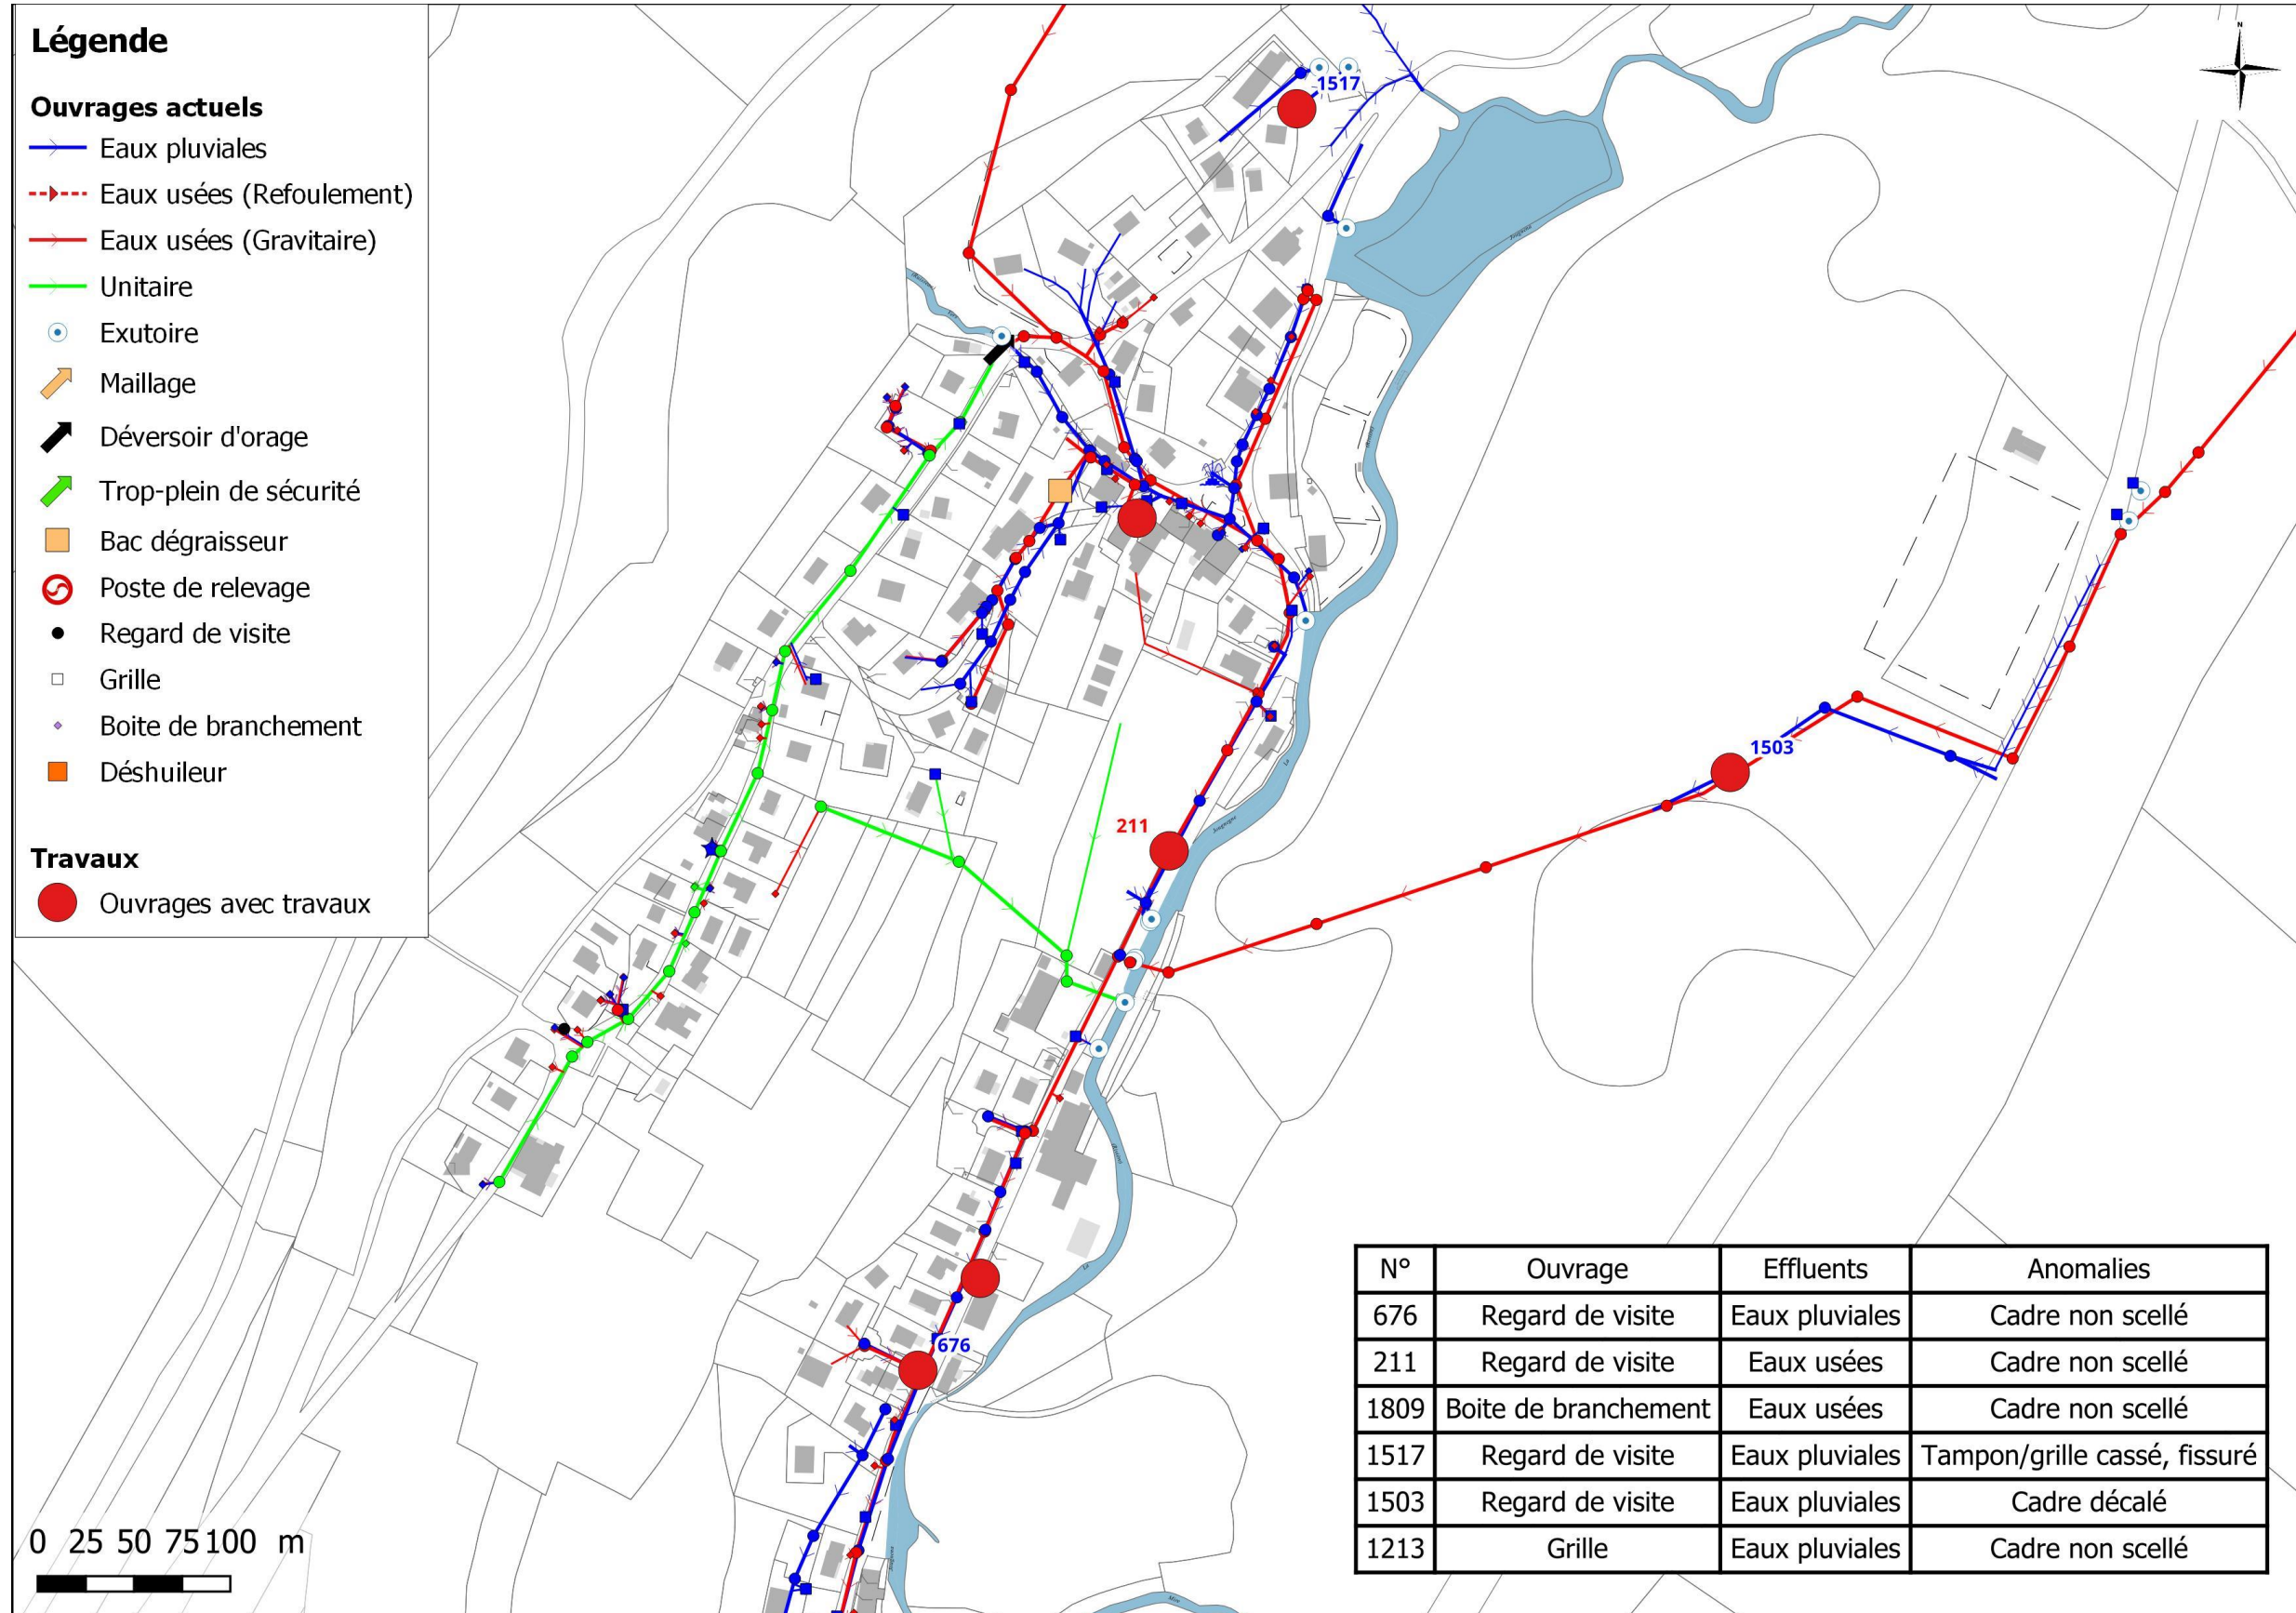 Légende
Ouvrages actuels
Eaux pluviales
Eaux usées (Refoulement)
Eaux usées (Gravitaire)
Unitaire
Exutoire
Maillage
Déversoir d'orage
Trop-plein de sécurité
Bac dégraisseur
Poste de relevage
Regard de visite
Grille
Boite de branchement
Déshuileur
Travaux
Ouvrages avec travaux
N
1517
1503
211
676
La
La
0 25 50 75 100 m
N° Ouvrage Effluents Anomalies
676 Regard de visite Eaux pluviales Cadre non scellé
211 Regard de visite Eaux usées Cadre non scellé
1809 Boite de branchement Eaux usées Cadre non scellé
1517 Regard de visite Eaux pluviales Tampon/grille cassé, fissuré
1503 Regard de visite Eaux pluviales Cadre décalé
1213 Grille Eaux pluviales Cadre non scellé